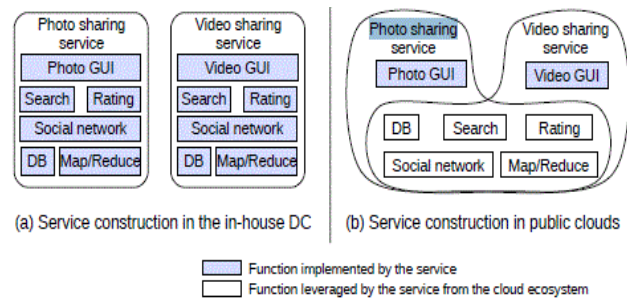 Photo sharing
service
Photo GUI
Search Rating
Social network
DB Map/Reduce
Video sharing
service
Video GUI
Search Rating
Social network
DB Map/Reduce
(a) Service construction in the in-house DC
Photo sharing
service
Photo GUI
Video sharing
service
Video GUI
DB Search Rating
Social network Map/Reduce
(b) Service construction in public clouds
Function implemented by the service
Function leveraged by the service from the cloud ecosystem